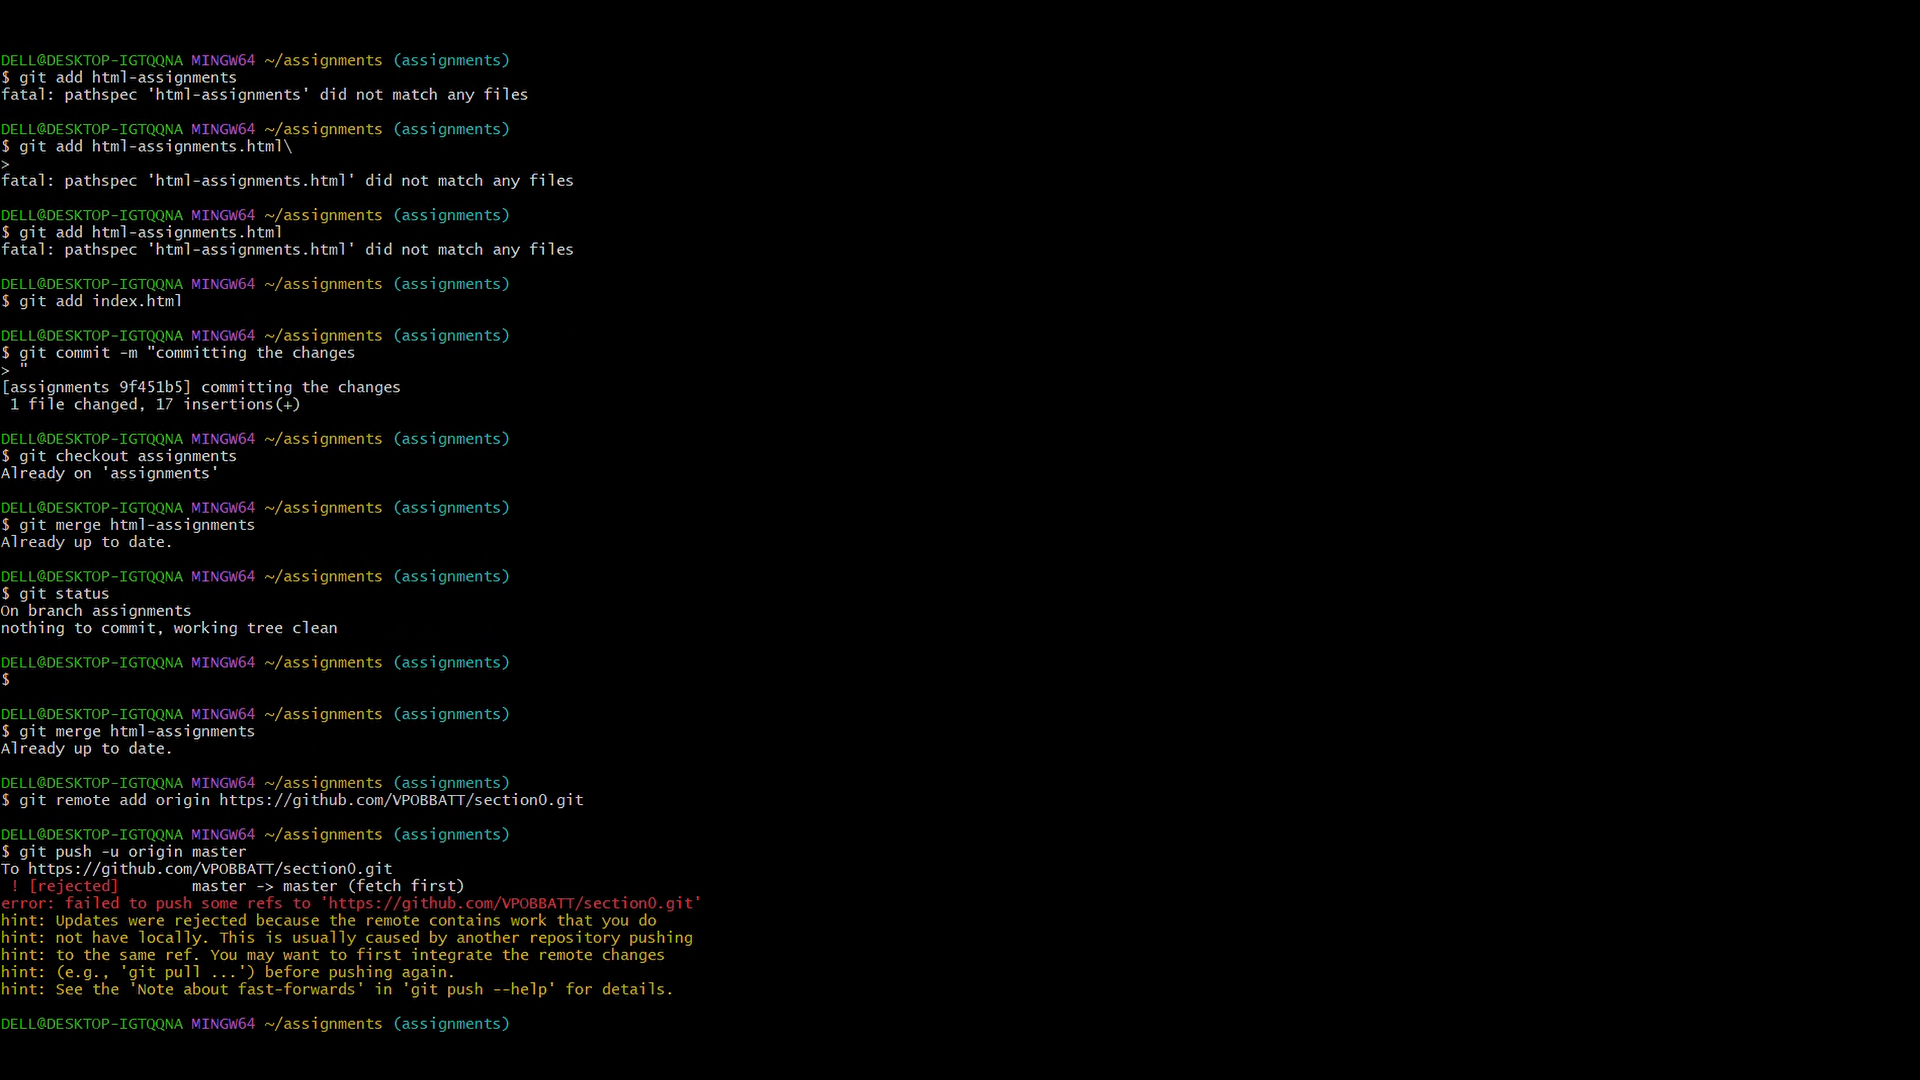 DELL@DESKTOP-IGTQQNA MINGW64 ~/assignments (assignments)
$ git add html-assignments
fatal: pathspec 'html-assignments' did not match any files
DELL@DESKTOP-IGTQQNA MINGW64 ~/assignments (assignments)
$ git add html-assignments.html\
>
fatal: pathspec 'html-assignments.html' did not match any files
DELL@DESKTOP-IGTQQNA MINGW64 ~/assignments (assignments)
$ git add html-assignments.html
fatal: pathspec 'html-assignments.html' did not match any files
DELL@DESKTOP-IGTQQNA MINGW64 ~/assignments (assignments)
$ git add index.html
DELL@DESKTOP-IGTQQNA MINGW64 ~/assignments (assignments)
$ git commit -m "committing the changes
> "
[assignments 9f451b5] committing the changes
 1 file changed, 17 insertions(+)
DELL@DESKTOP-IGTQQNA MINGW64 ~/assignments (assignments)
$ git checkout assignments
Already on 'assignments'
DELL@DESKTOP-IGTQQNA MINGW64 ~/assignments (assignments)
$ git merge html-assignments
Already up to date.
DELL@DESKTOP-IGTQQNA MINGW64 ~/assignments (assignments)
$ git status
On branch assignments
nothing to commit, working tree clean
DELL@DESKTOP-IGTQQNA MINGW64 ~/assignments (assignments)
$
DELL@DESKTOP-IGTQQNA MINGW64 ~/assignments (assignments)
$ git merge html-assignments
Already up to date.
DELL@DESKTOP-IGTQQNA MINGW64 ~/assignments (assignments)
$ git remote add origin https://github.com/VPOBBATT/section0.git
DELL@DESKTOP-IGTQQNA MINGW64 ~/assignments (assignments)
$ git push -u origin master
To https://github.com/VPOBBATT/section0.git
 ! [rejected]        master -> master (fetch first)
error: failed to push some refs to 'https://github.com/VPOBBATT/section0.git'
hint: Updates were rejected because the remote contains work that you do
hint: not have locally. This is usually caused by another repository pushing
hint: to the same ref. You may want to first integrate the remote changes
hint: (e.g., 'git pull ...') before pushing again.
hint: See the 'Note about fast-forwards' in 'git push --help' for details.
DELL@DESKTOP-IGTQQNA MINGW64 ~/assignments (assignments)